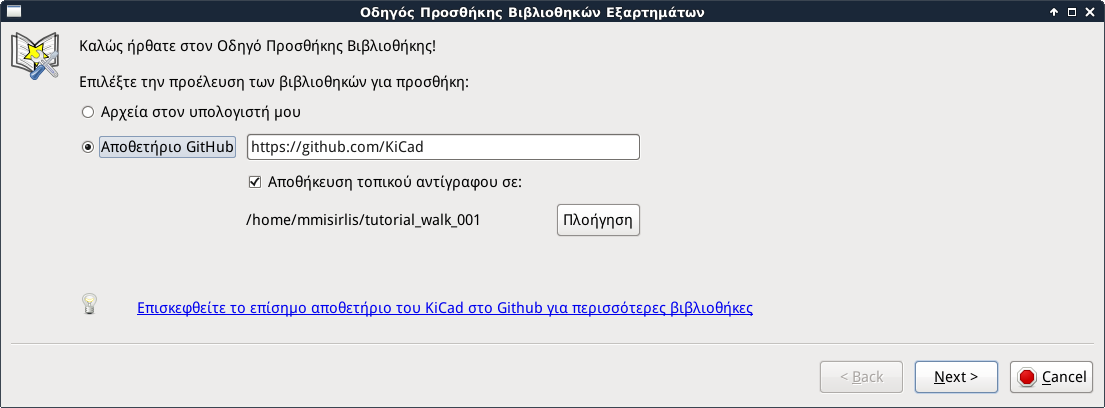 Οδηγός Προσθήκης Βιβλιοθηκών Εξαρτημάτων
Καλώς ήρθατε στον Οδηγό Προσθήκης Βιβλιοθήκης!
Επιλέξτε την προέλευση των βιβλιοθηκών για προσθήκη:
Αρχεία στον υπολογιστή μου
Αποθετήριο GitHub https://github.com/KiCad
Αποθήκευση τοπικού αντίγραφου σε:
/home/mmisirlis/tutorial_walk_001 Πλοήγηση
Επισκεφθείτε το επίσημο αποθετήριο του KiCad στο Github για περισσότερες βιβλιοθήκες
< Back Next > Cancel